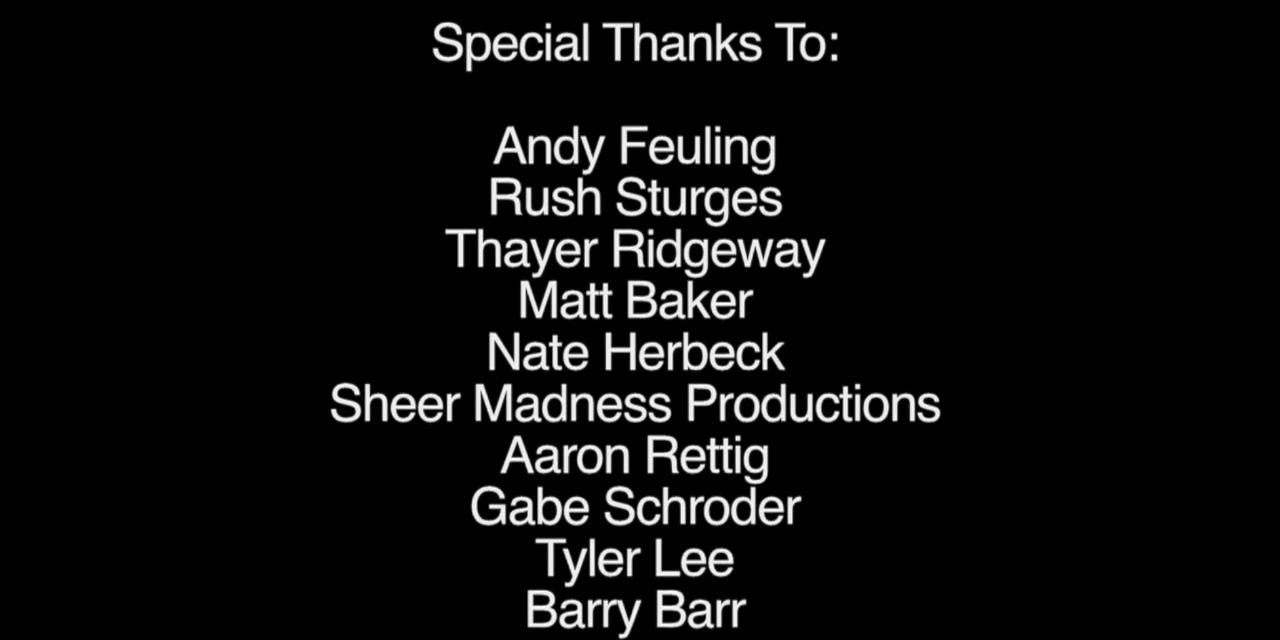 Special Thanks To:
Andy Feuling
Rush Sturges
Thayer Ridgeway
Matt Baker
Nate Herbeck
Sheer Madness Productions
Aaron Rettig
Gabe Schroder
Tyler Lee
Barry Barr